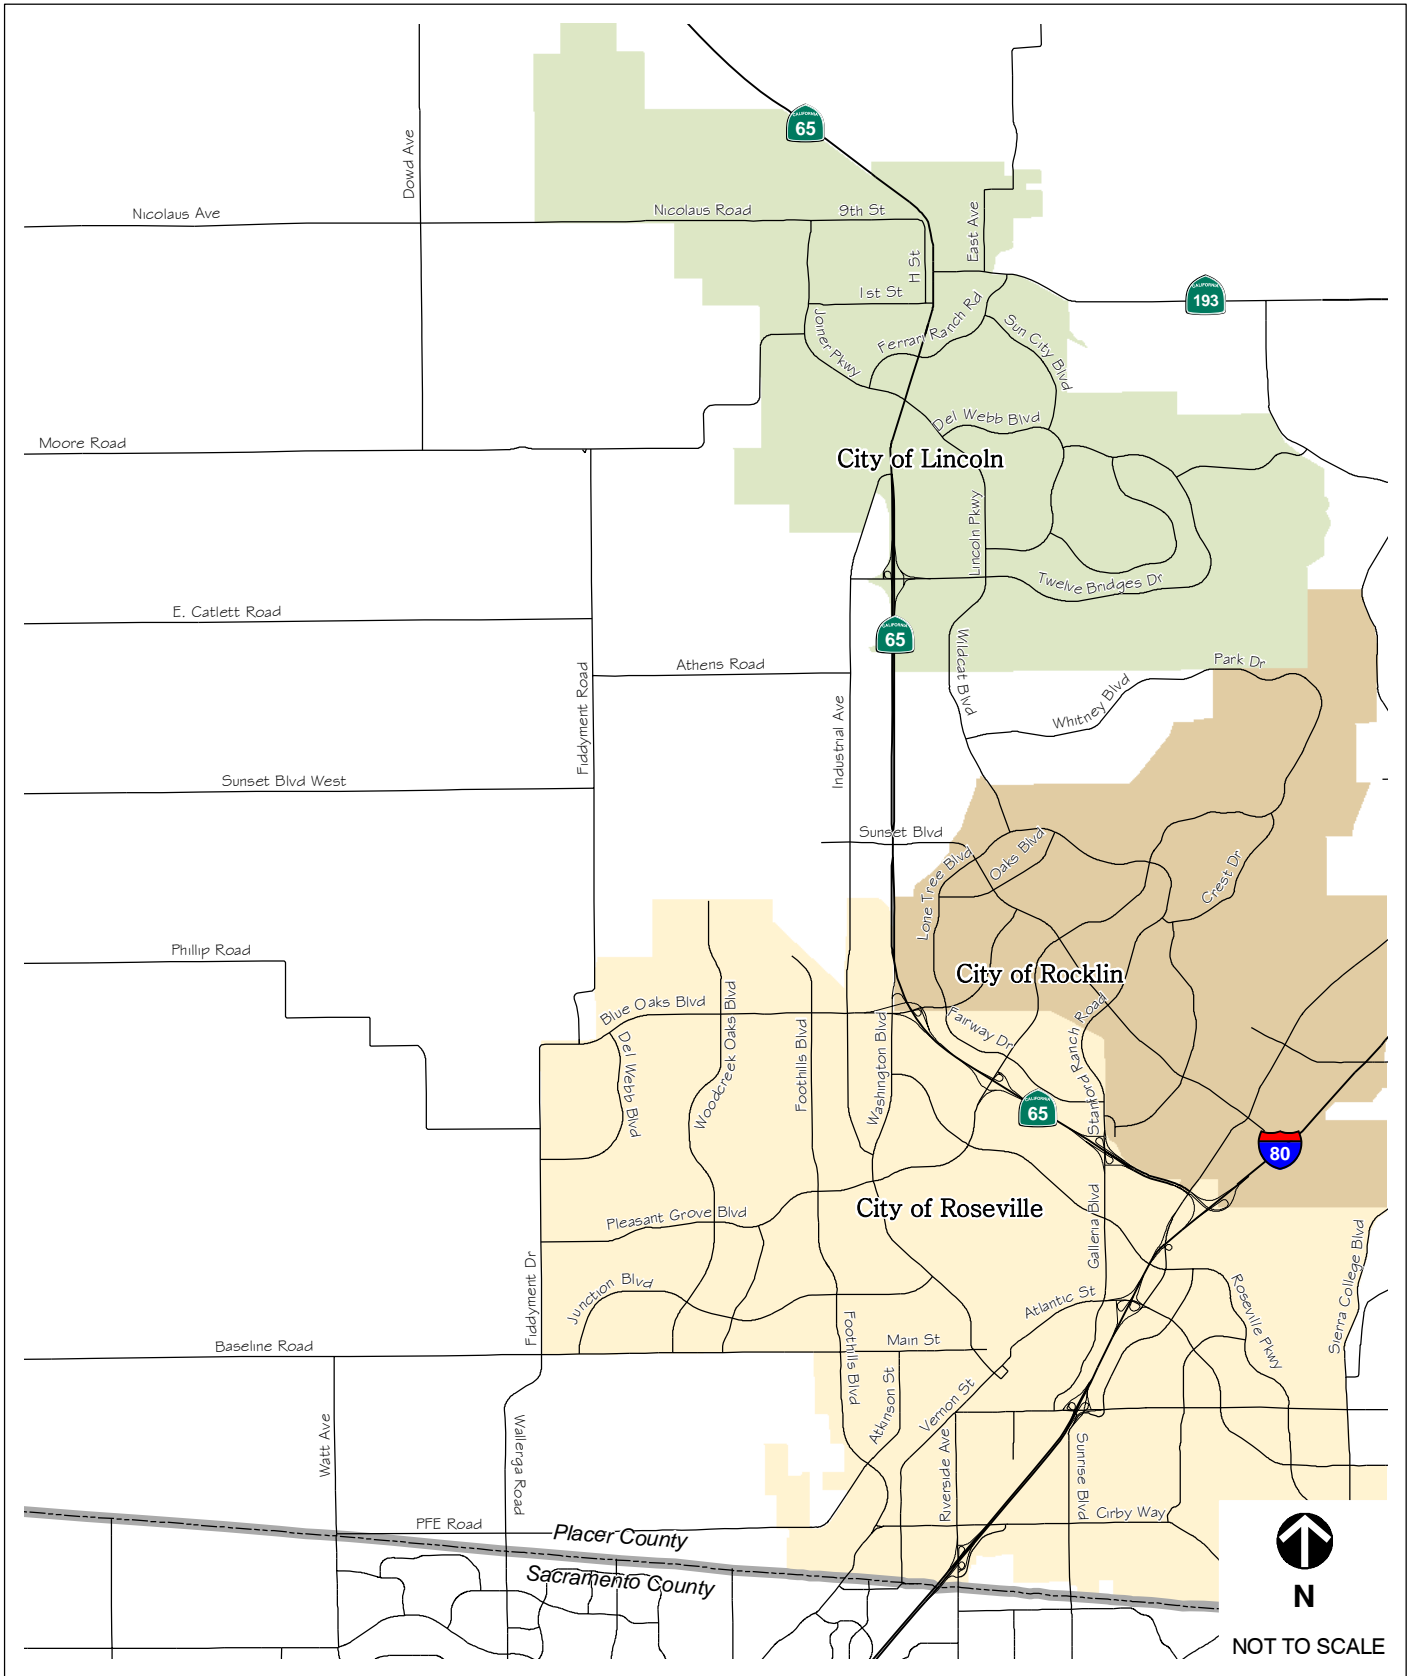 CALIFORNIA
65
Dowd Ave
Nicolaus Ave
Nicolaus Road
9th St
East Ave
H St
1st St
CALIFORNIA
193
Joiner Pkwy
Ferrari Ranch Rd
Sun City Blvd
Del Webb Blvd
Moore Road
City of Lincoln
Lincoln Pkwy
Twelve Bridges Dr
E. Catlett Road
CALIFORNIA
65
Athens Road
Wildcat Blvd
Park Dr
Whitney Blvd
Fiddyment Road
Industrial Ave
Sunset Blvd West
Sunset Blvd
Lone Tree Blvd
Oaks Blvd
Crest Dr
Phillip Road
City of Rocklin
Blue Oaks Blvd
Woodcreek Oaks Blvd
Foothills Blvd
Washington Blvd
Fairway Dr
Stanford Ranch Road
Del Webb Blvd
CALIFORNIA
65
80
City of Roseville
Pleasant Grove Blvd
Galleria Blvd
Sierra College Blvd
Fiddyment Dr
Junction Blvd
Atlantic St
Roseville Pkwy
Baseline Road
Foothills Blvd
Main St
Atkinson St
Vernon St
Watt Ave
Wallerga Road
Riverside Ave
Sunrise Blvd
Cirby Way
PFE Road
Placer County
Sacramento County
N
NOT TO SCALE